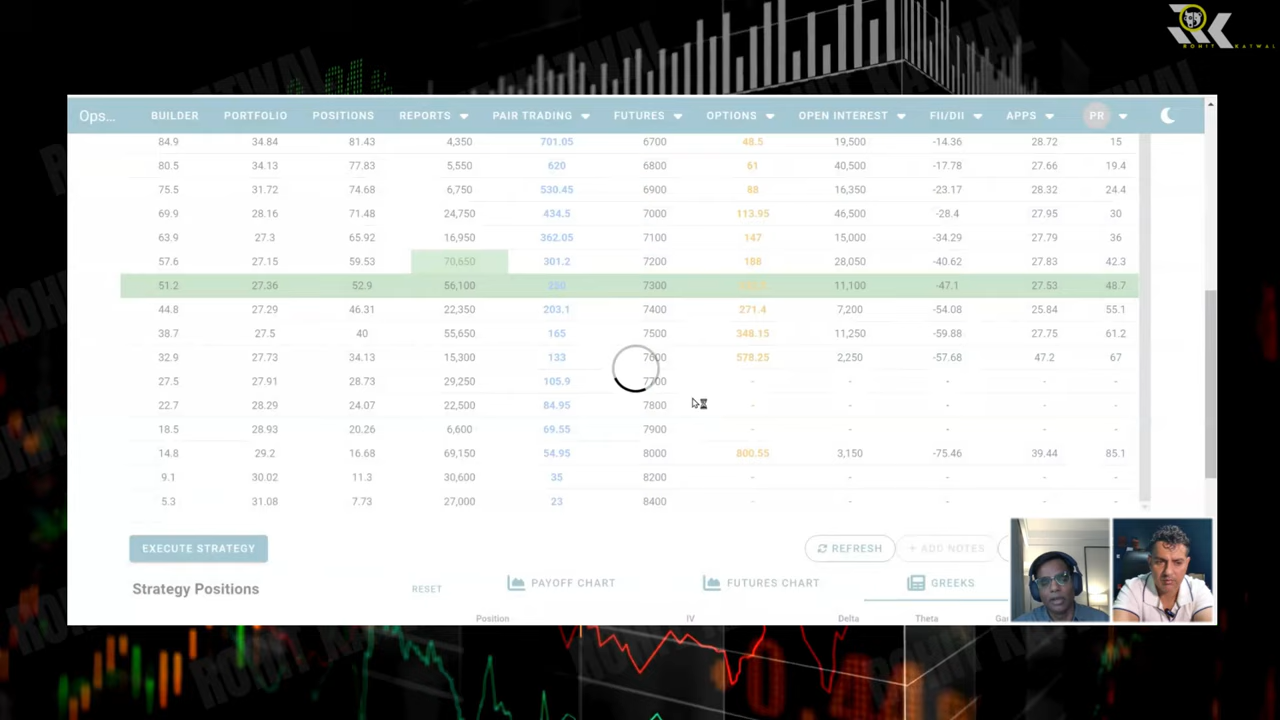 ROHIT KATWAL
Ops... BUILDER PORTFOLIO POSITIONS REPORTS PAIR TRADING FUTURES OPTIONS OPEN INTEREST FII/DII APPS PR
84.9 34.84 81.43 4,350 701.05 6700 48.5 19,500 -14.36 28.72 15
80.5 34.13 77.83 5,550 620 6800 61 40,500 -17.78 27.66 19.4
75.5 31.72 74.68 6,750 530.45 6900 88 16,350 -23.17 28.32 24.4
69.9 28.16 71.48 24,750 434.5 7000 113.95 46,500 -28.4 27.95 30
63.9 27.3 65.92 16,950 362.05 7100 147 15,000 -34.29 27.79 36
57.6 27.15 59.53 70,650 301.2 7200 188 28,050 -40.62 27.83 42.3
51.2 27.36 52.9 56,100 250 7300 11,100 -47.1 27.53 48.7
44.8 27.29 46.31 22,350 203.1 7400 271.4 7,200 -54.08 25.84 55.1
38.7 27.5 40 55,650 165 7500 348.15 11,250 -59.88 27.75 61.2
32.9 27.73 34.13 15,300 133 7600 578.25 2,250 -57.68 47.2 67
27.5 27.91 28.73 29,250 105.9 7700 - - - - -
22.7 28.29 24.07 22,500 84.95 7800 - - - - -
18.5 28.93 20.26 6,600 69.55 7900 - - - - -
14.8 29.2 16.68 69,150 54.95 8000 800.55 3,150 -75.46 39.44 85.1
9.1 30.02 11.3 30,600 35 8200 - - - - -
5.3 31.08 7.73 27,000 23 8400 - - - - -
EXECUTE STRATEGY REFRESH + ADD NOTES
Strategy Positions RESET PAYOFF CHART FUTURES CHART GREEKS
Position IV Delta Theta